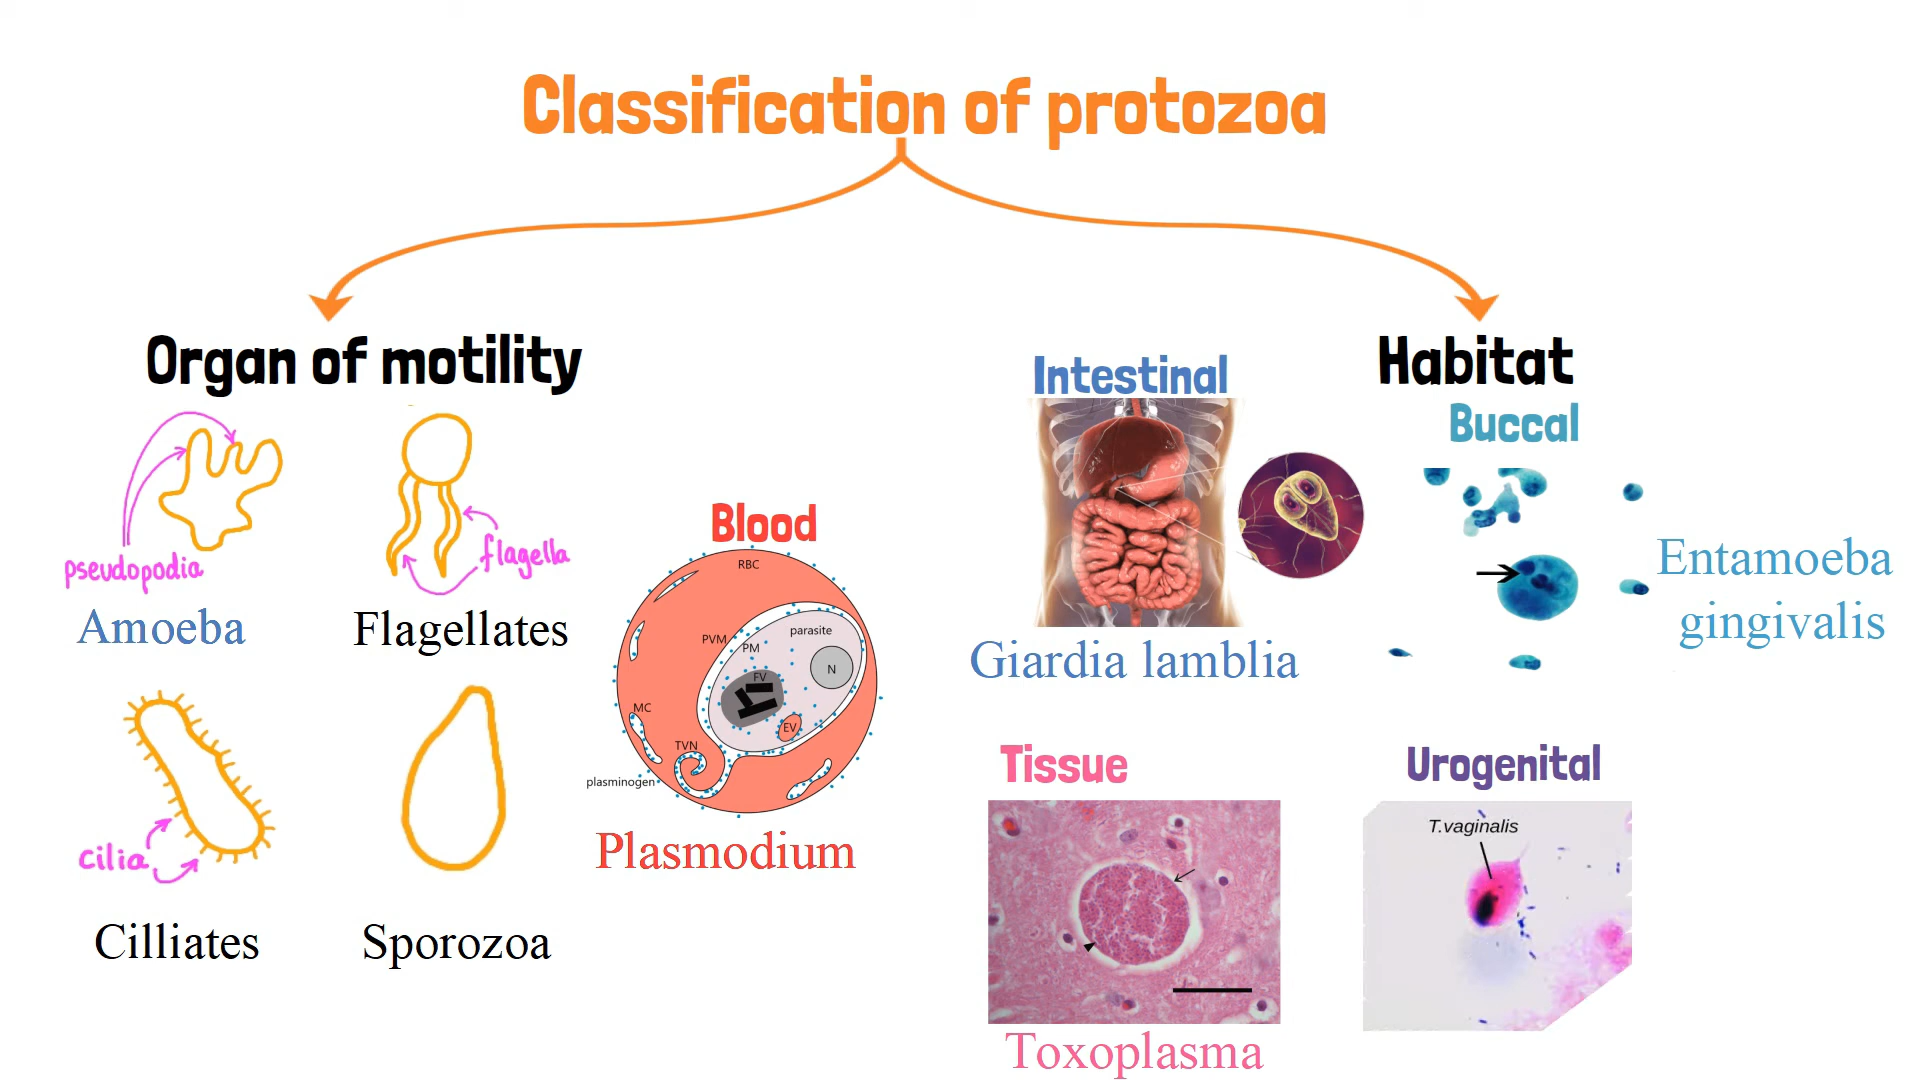 Classification of protozoa
Organ of motility
pseudopodia
Amoeba
flagella
Flagellates
cilia
Cilliates
Sporozoa
Blood
RBC
parasite
PVM
PM
N
FV
MC
EV
TVN
plasminogen
Plasmodium
Habitat
Intestinal
Giardia lamblia
Buccal
Entamoeba
gingivalis
Tissue
Toxoplasma
Urogenital
T.vaginalis